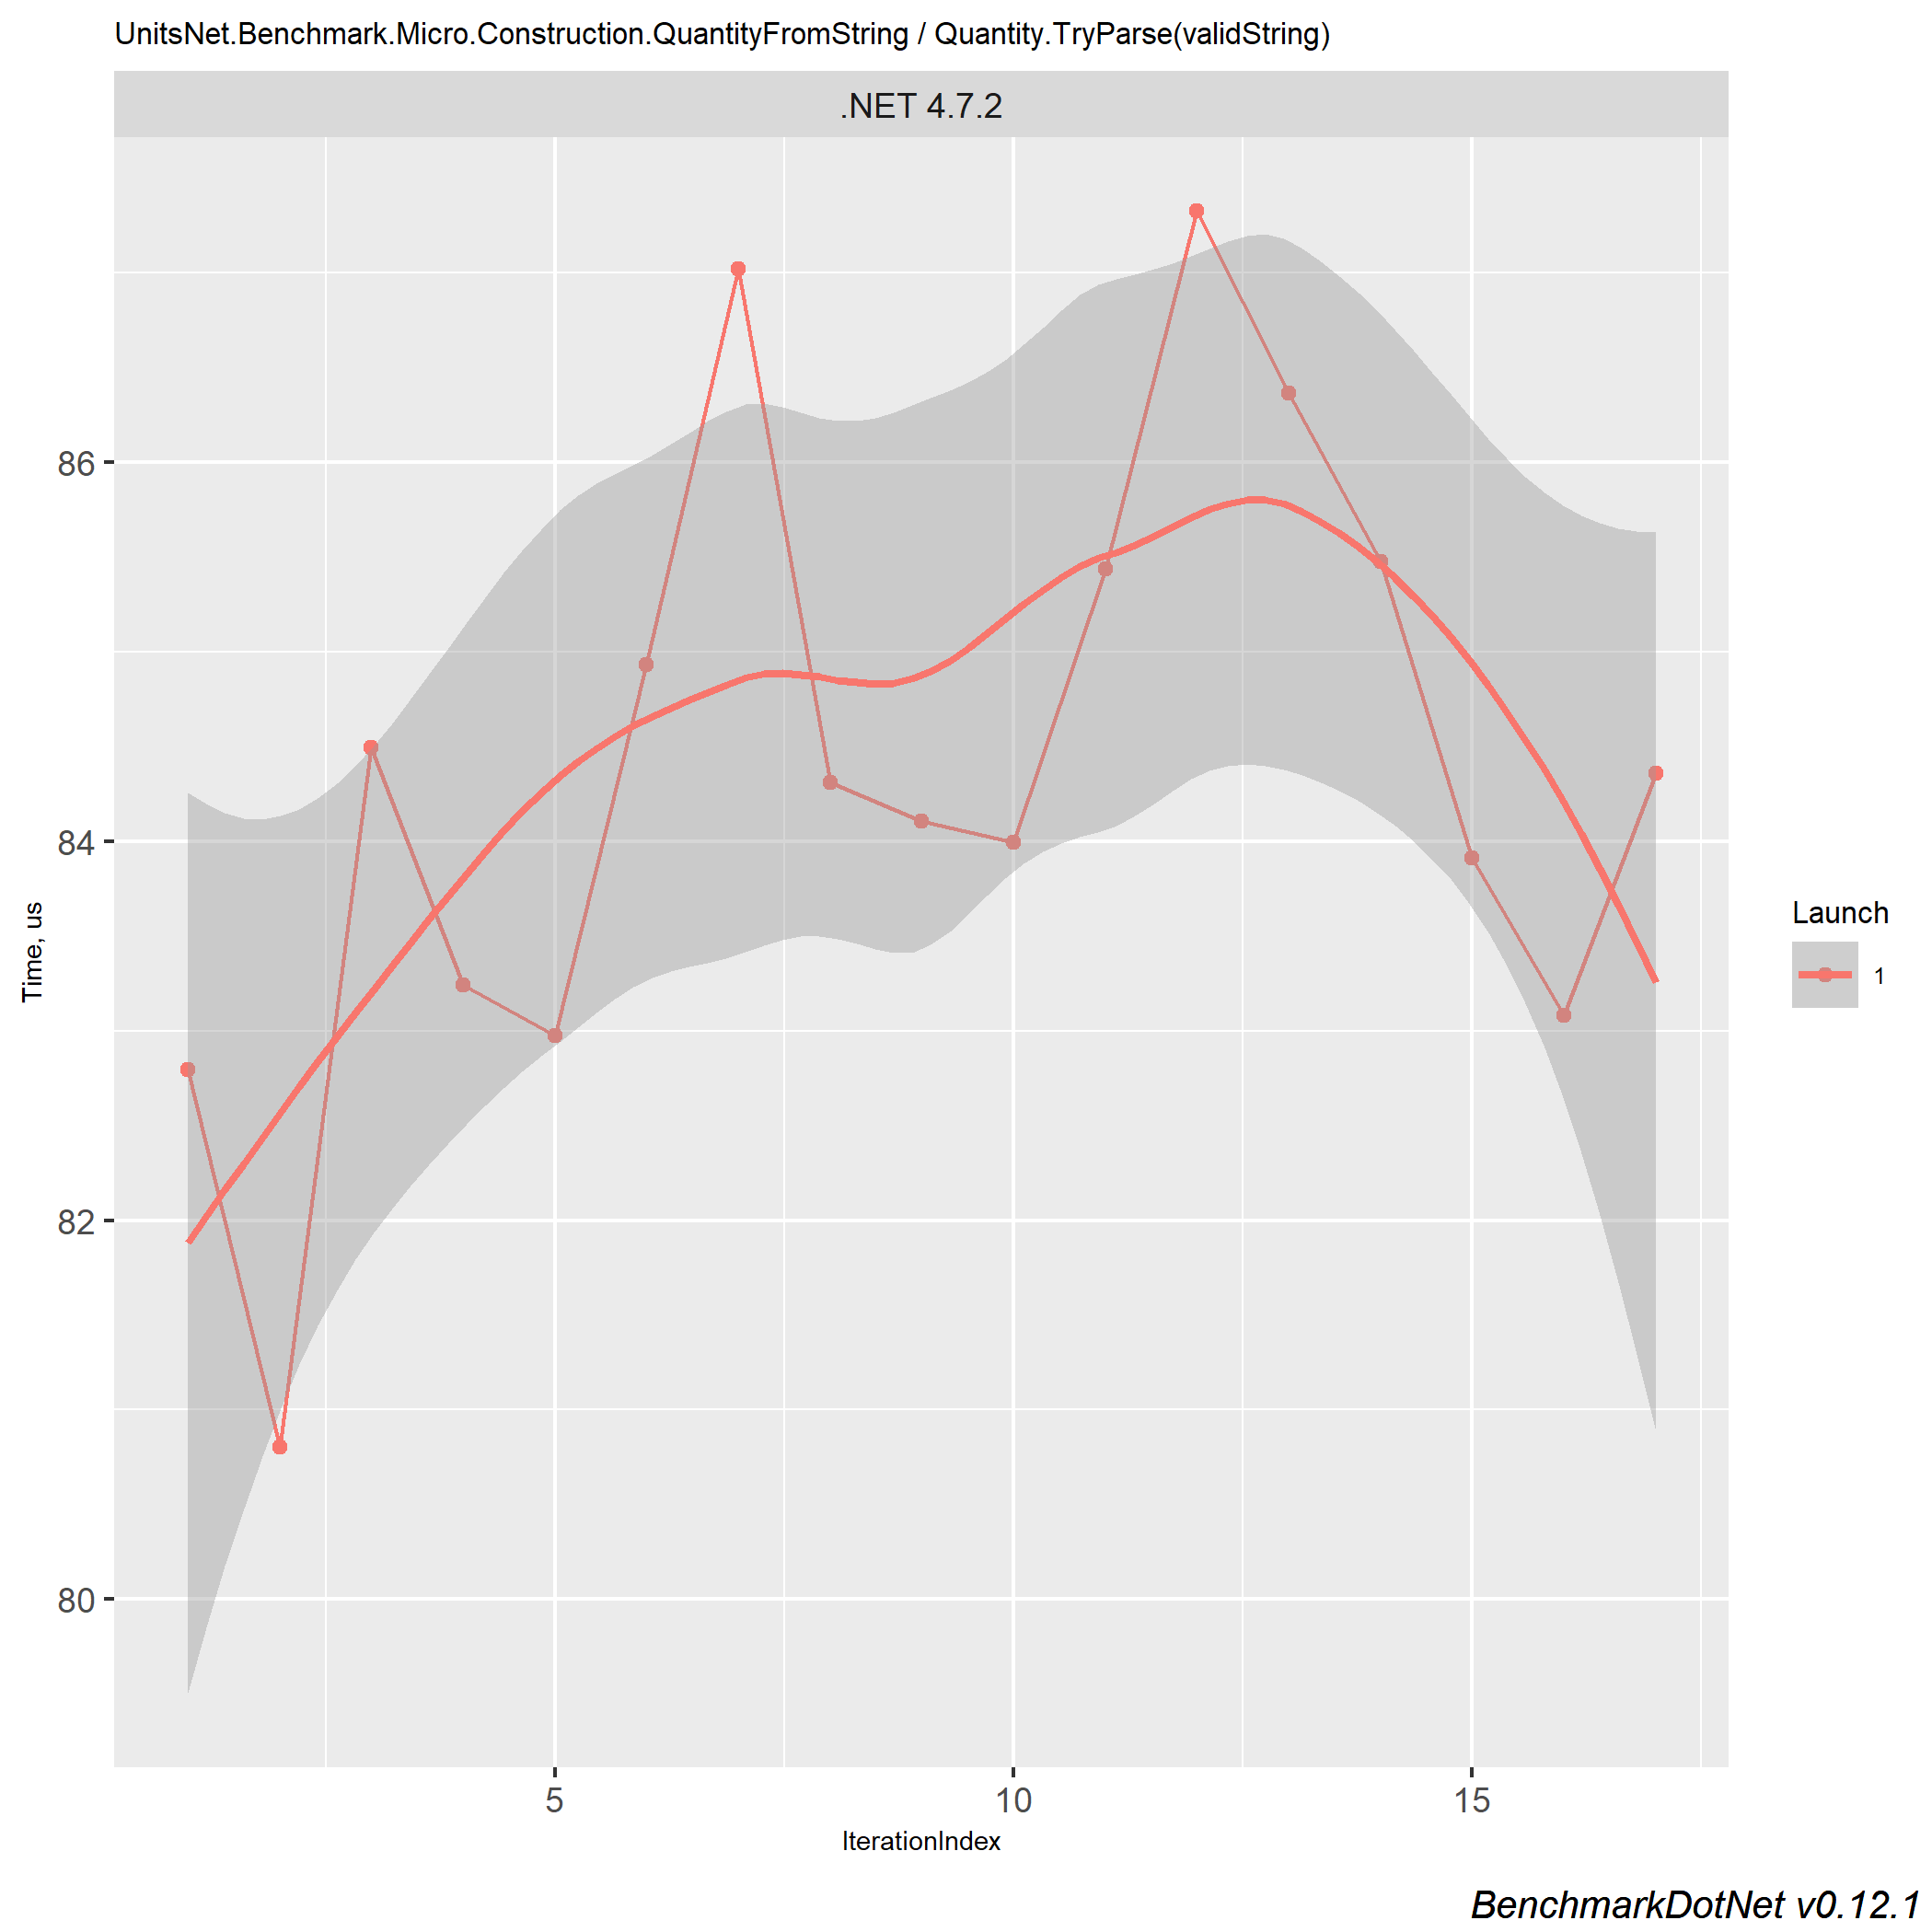 UnitsNet.Benchmark.Micro.Construction.QuantityFromString / Quantity.TryParse(validString)
.NET 4.7.2
86
84
82
80
Time, us
5 10 15
IterationIndex
Launch
1
BenchmarkDotNet v0.12.1